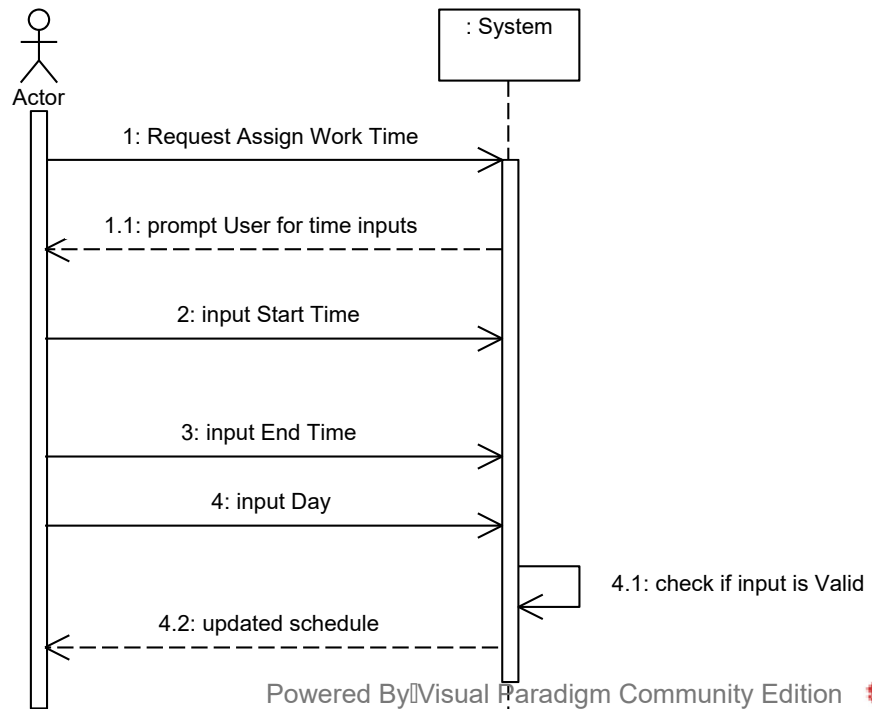 : System
Actor
1: Request Assign Work Time
1.1: prompt User for time inputs
2: input Start Time
3: input End Time
4: input Day
4.1: check if input is Valid
4.2: updated schedule
Powered By Visual Paradigm Community Edition